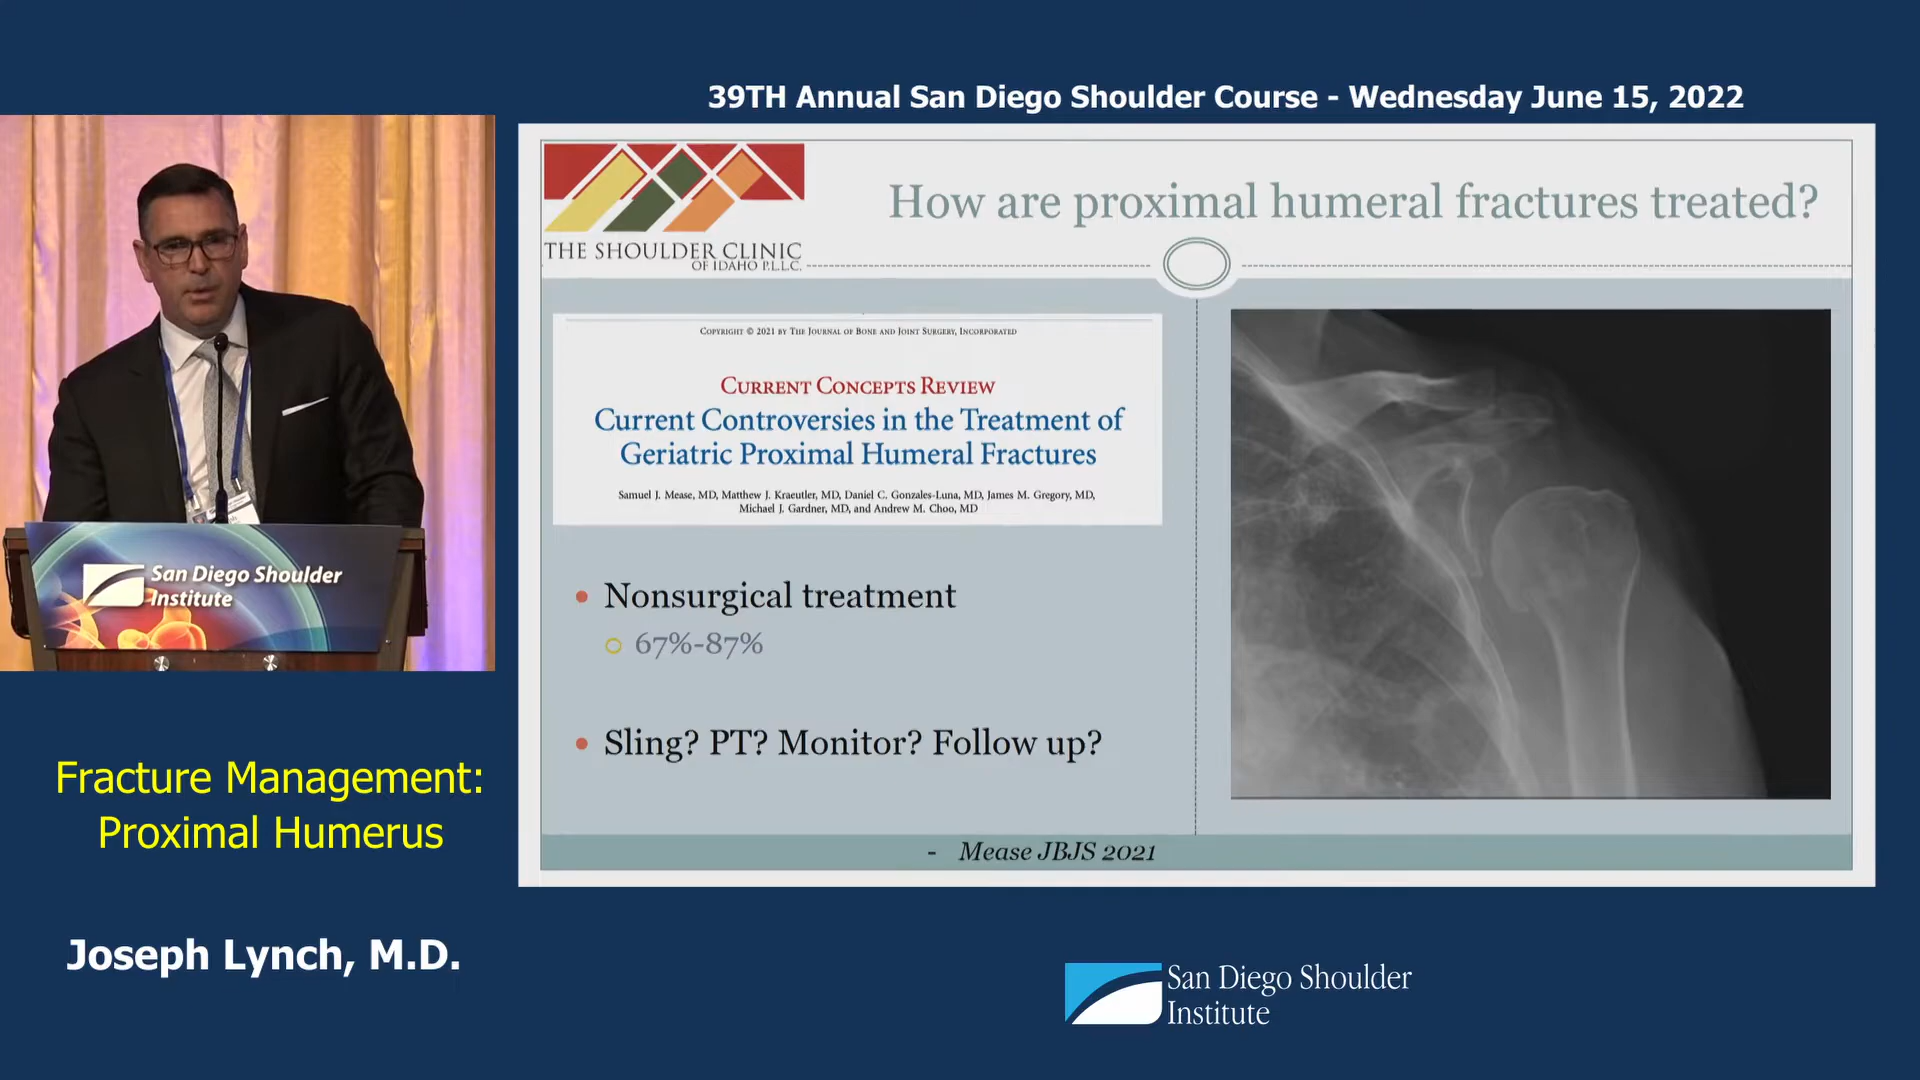 39TH Annual San Diego Shoulder Course - Wednesday June 15, 2022
THE SHOULDER CLINIC
OF IDAHO P.L.L.C.
How are proximal humeral fractures treated?
COPYRIGHT © 2021 BY THE JOURNAL OF BONE AND JOINT SURGERY, INCORPORATED
CURRENT CONCEPTS REVIEW
Current Controversies in the Treatment of
Geriatric Proximal Humeral Fractures
Samuel J. Mease, MD, Matthew J. Kraeutler, MD, Daniel C. Gonzales-Luna, MD, James M. Gregory, MD,
Michael J. Gardner, MD, and Andrew M. Choo, MD
• Nonsurgical treatment
67%-87%
• Sling? PT? Monitor? Follow up?
- Mease JBJS 2021
San Diego Shoulder
Institute
Fracture Management:
Proximal Humerus
Joseph Lynch, M.D.
San Diego Shoulder
Institute